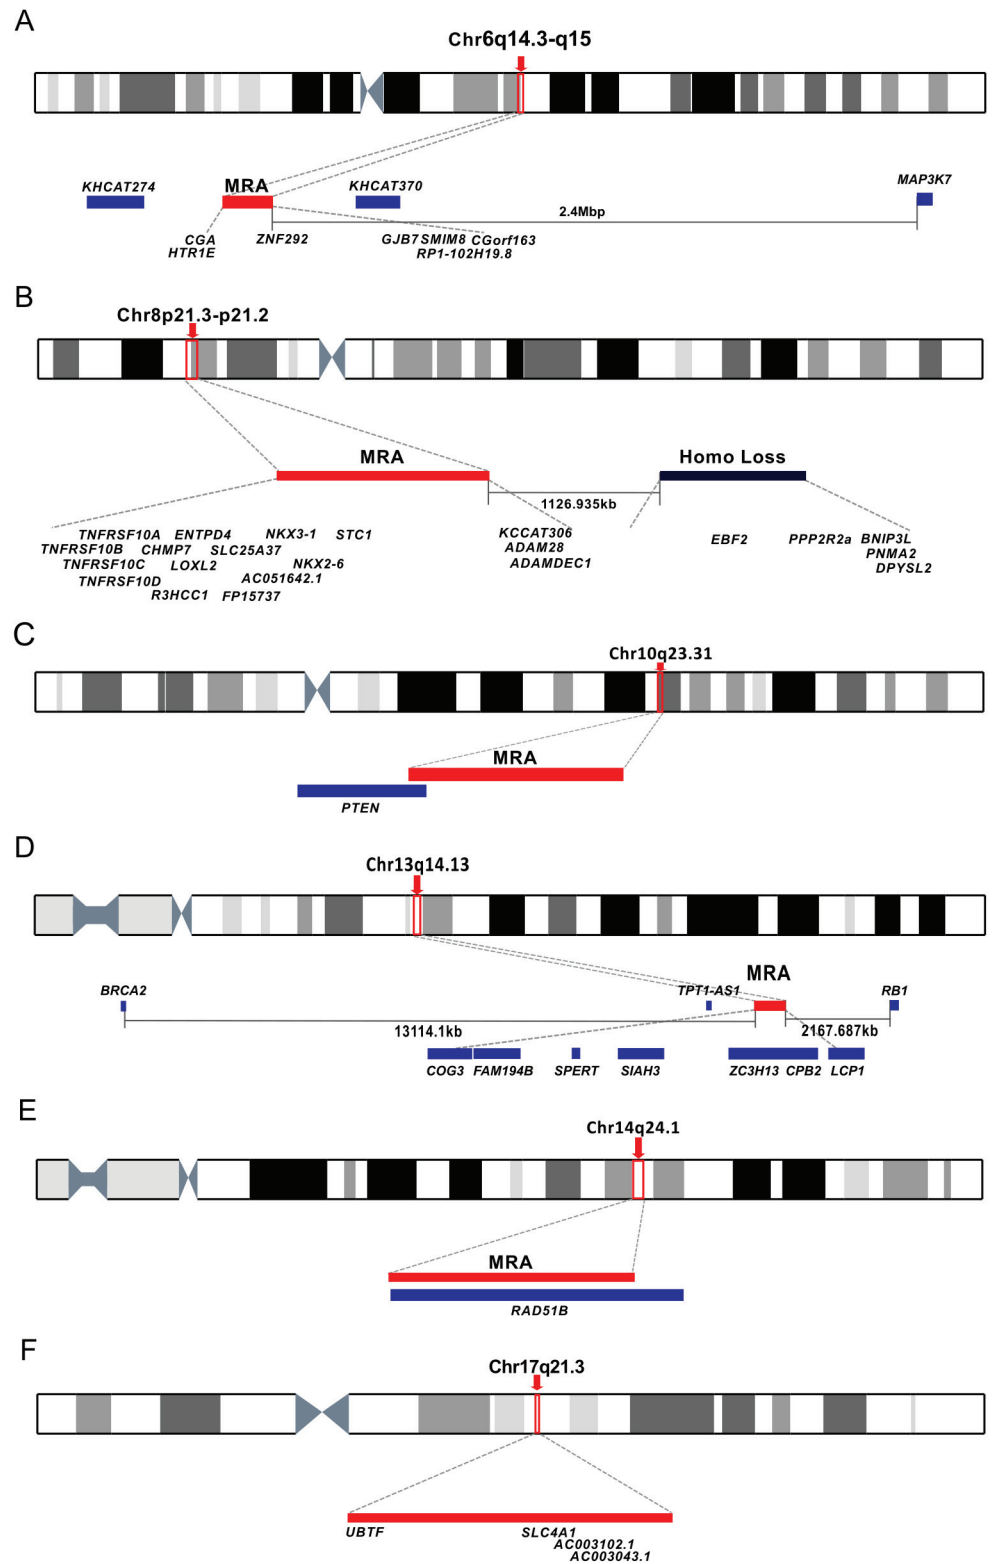 A
Chr6q14.3-q15
KHCAT274
MRA
KHCAT370
MAP3K7
2.4Mbp
CGA
HTR1E
ZNF292
GJB7 SMIM8 CGorf163
RP1-102H19.8
B
Chr8p21.3-p21.2
MRA
Homo Loss
1126.935kb
TNFRSF10A ENTPD4 NKX3-1 STC1
TNFRSF10B CHMP7 SLC25A37
TNFRSF10C LOXL2 NKX2-6
TNFRSF10D AC051642.1
R3HCC1 FP15737
KCCAT306
ADAM28
ADAMDEC1
EBF2 PPP2R2a BNIP3L
PNMA2
DPYSL2
C
Chr10q23.31
MRA
PTEN
D
Chr13q14.13
MRA
BRCA2
TPT1-AS1
RB1
13114.1kb
2167.687kb
COG3 FAM194B SPERT SIAH3 ZC3H13 CPB2 LCP1
E
Chr14q24.1
MRA
RAD51B
F
Chr17q21.3
UBTF
SLC4A1
AC003102.1
AC003043.1